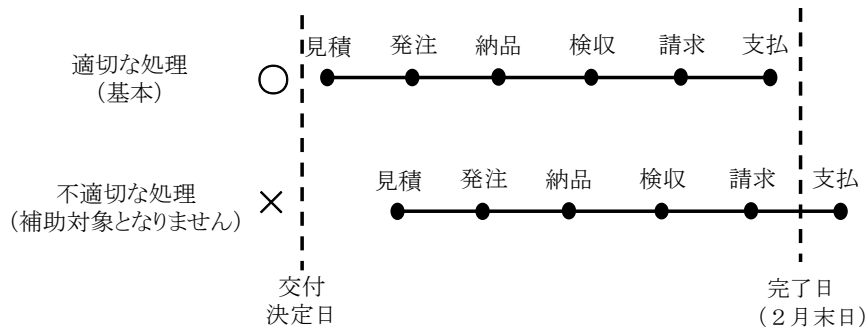 見積 発注 納品 検収 請求 支払
適切な処理
(基本)
○
見積 発注 納品 検収 請求 支払
不適切な処理
(補助対象となりません)
×
交付
決定日
完了日
(２月末日)